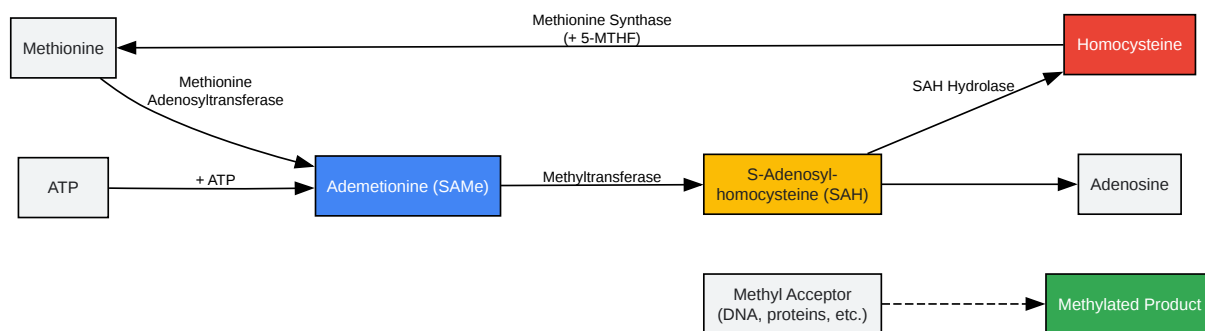 Methionine Synthase
(+ 5-MTHF)
Methionine
Homocysteine
Methionine
Adenosyltransferase
SAH Hydrolase
ATP
+ ATP
Ademetionine (SAMe)
Methyltransferase
S-Adenosyl-
homocysteine (SAH)
Adenosine
Methyl Acceptor
(DNA, proteins, etc.)
Methylated Product